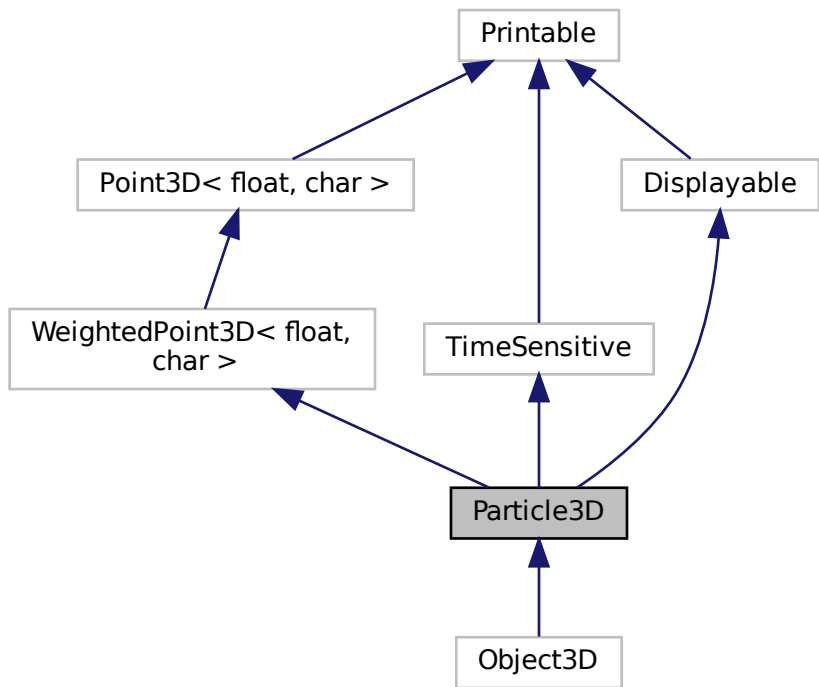 Printable
Point3D< float, char >
Displayable
WeightedPoint3D< float,
char >
TimeSensitive
Particle3D
Object3D